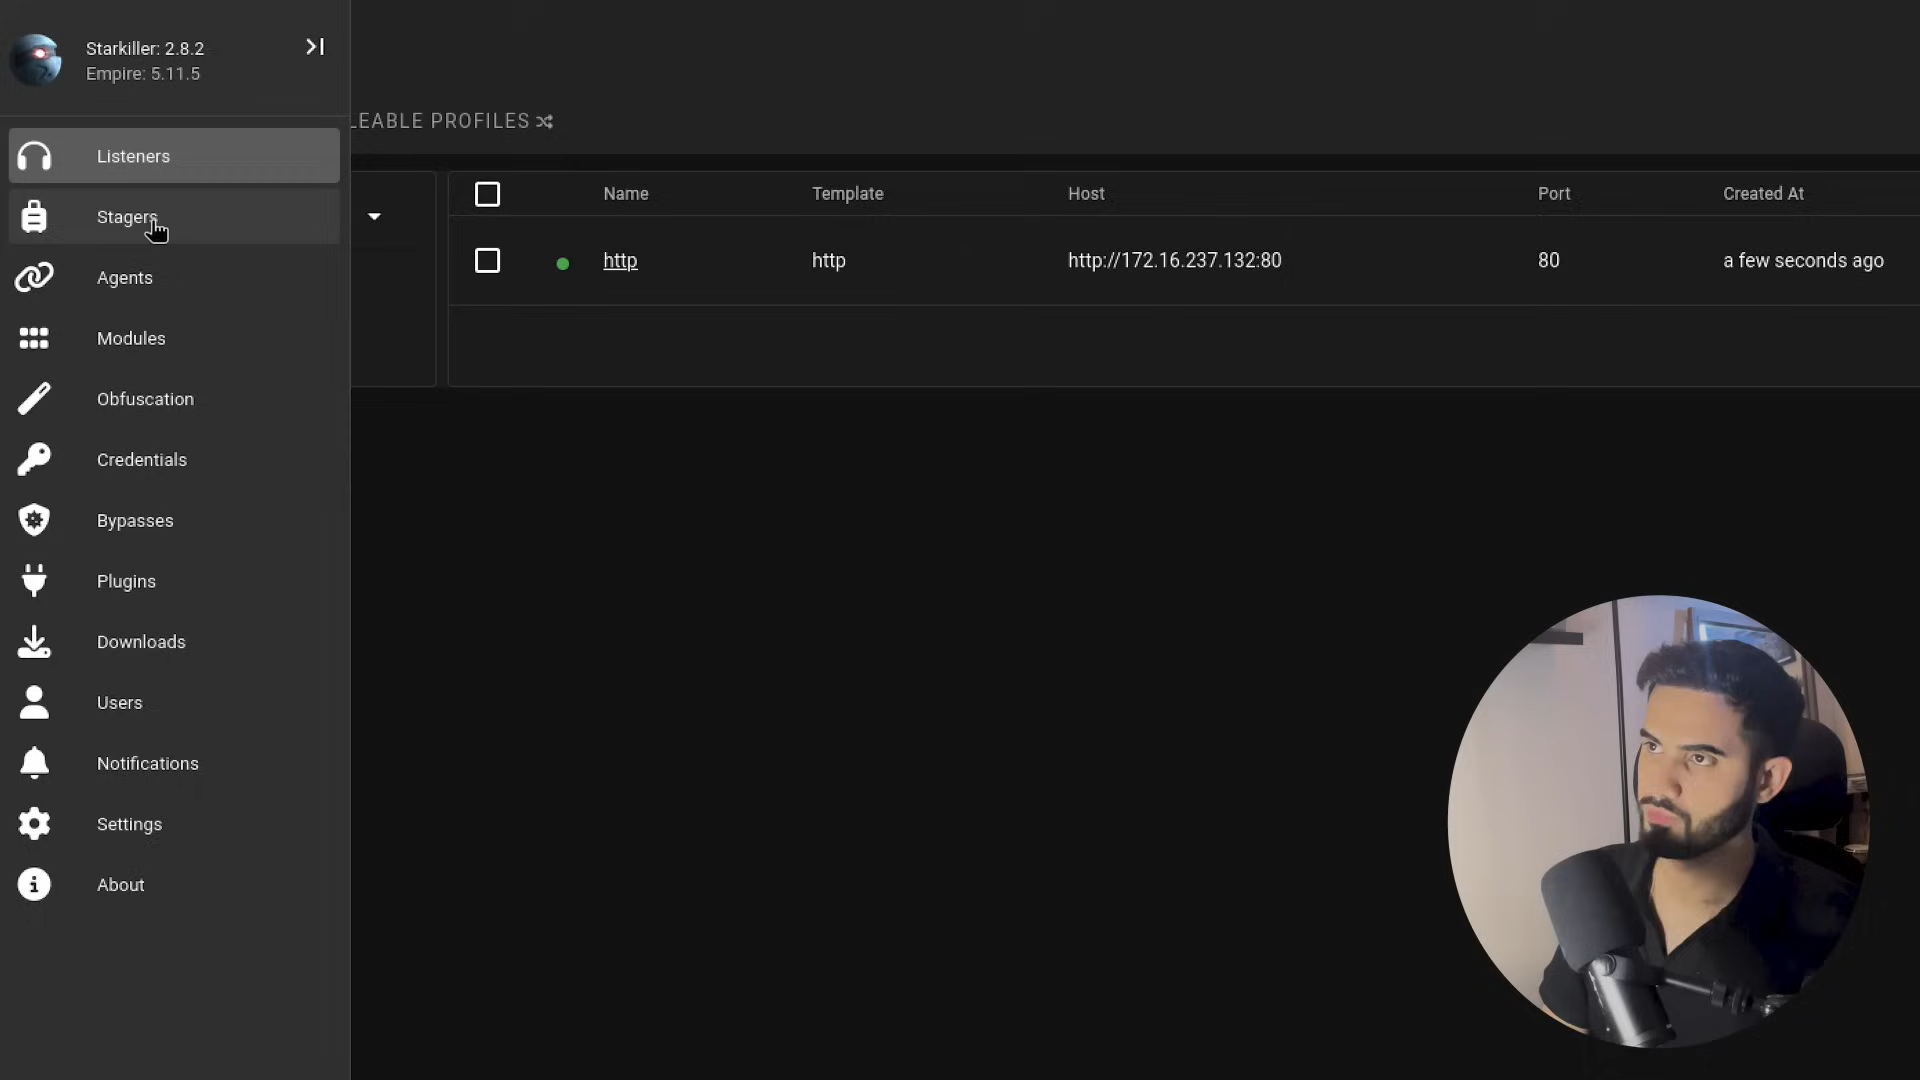 Starkiller: 2.8.2
Empire: 5.11.5
LEABLE PROFILES
Listeners
Stagers
Agents
Modules
Obfuscation
Credentials
Bypasses
Plugins
Downloads
Users
Notifications
Settings
About
Name Template Host Port Created At
http http http://172.16.237.132:80 80 a few seconds ago